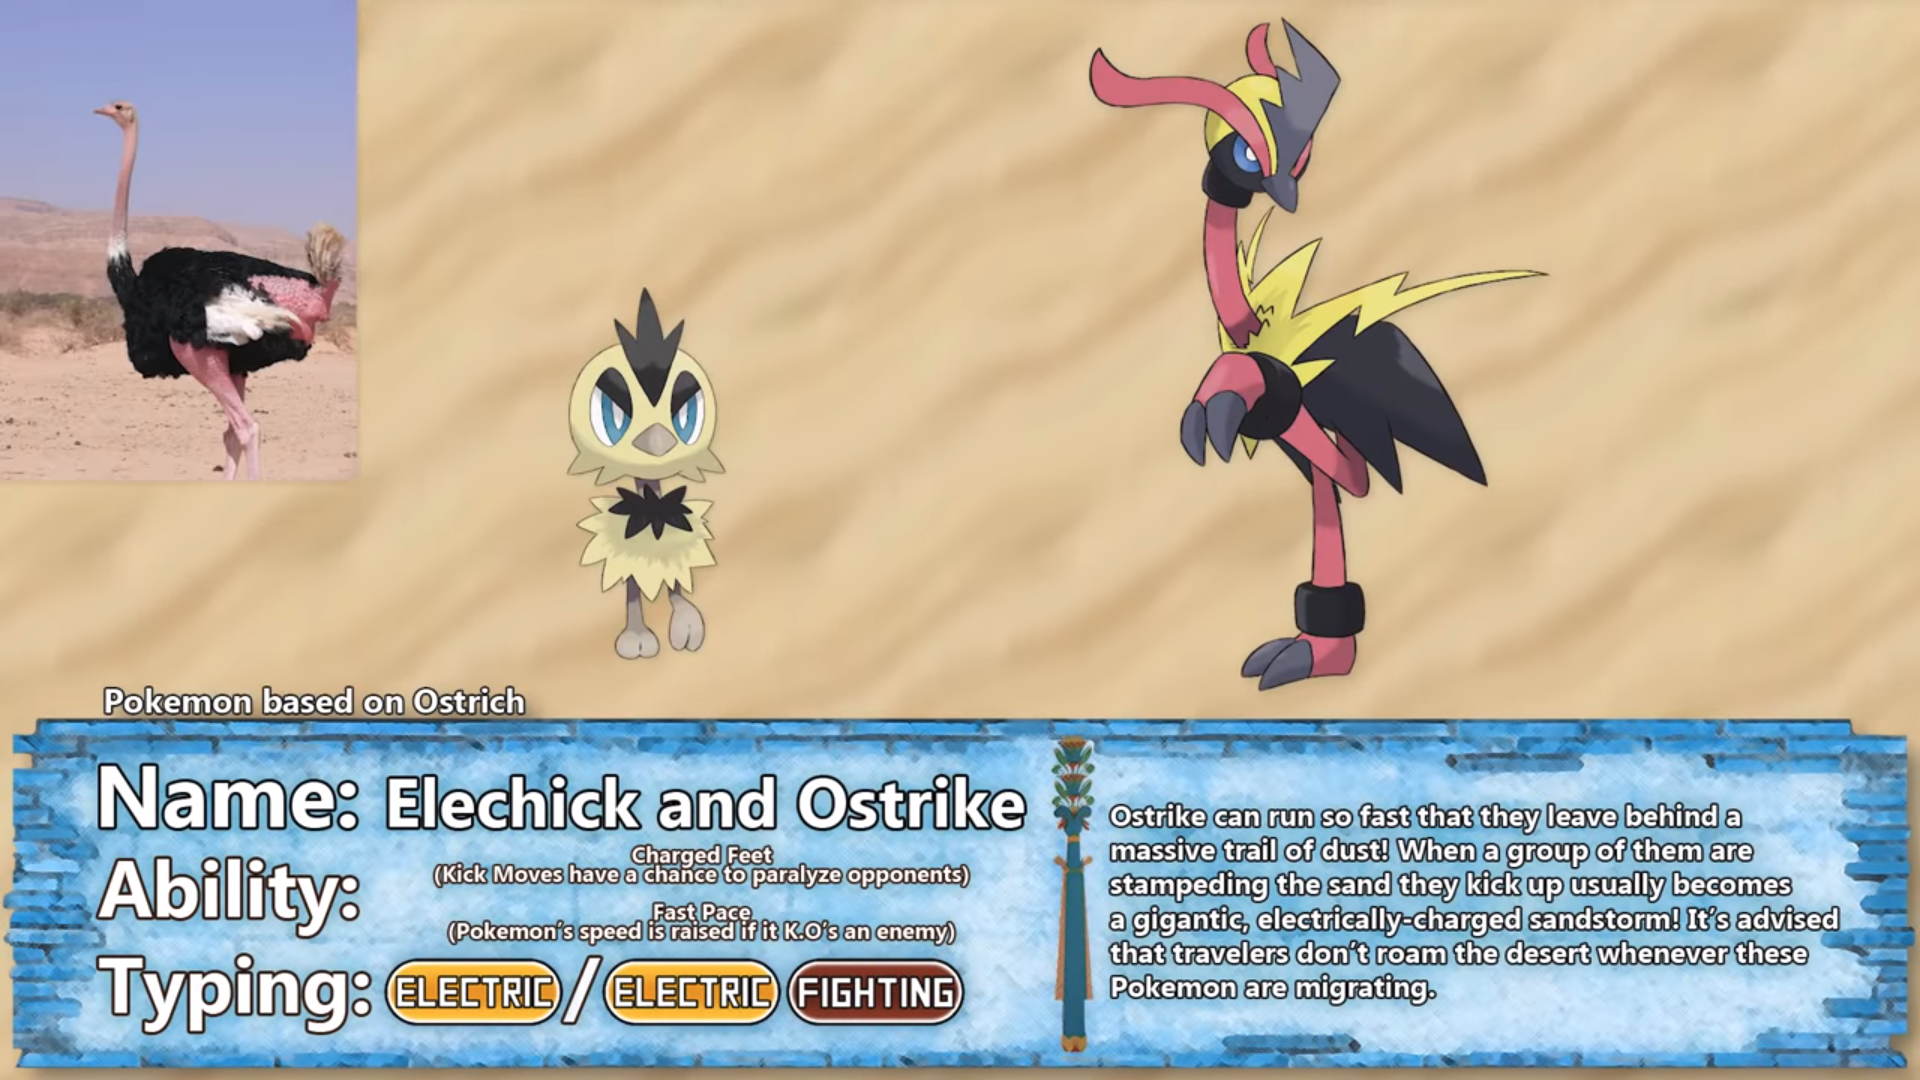 Pokemon based on Ostrich
Name: Elechick and Ostrike
Ability:
Charged Feet
(Kick Moves have a chance to paralyze opponents)
Fast Pace
(Pokemon's speed is raised if it K.O's an enemy)
Typing: ELECTRIC / ELECTRIC FIGHTING
Ostrike can run so fast that they leave behind a
massive trail of dust! When a group of them are
stampeding the sand they kick up usually becomes
a gigantic, electrically-charged sandstorm! It's advised
that travelers don't roam the desert whenever these
Pokemon are migrating.